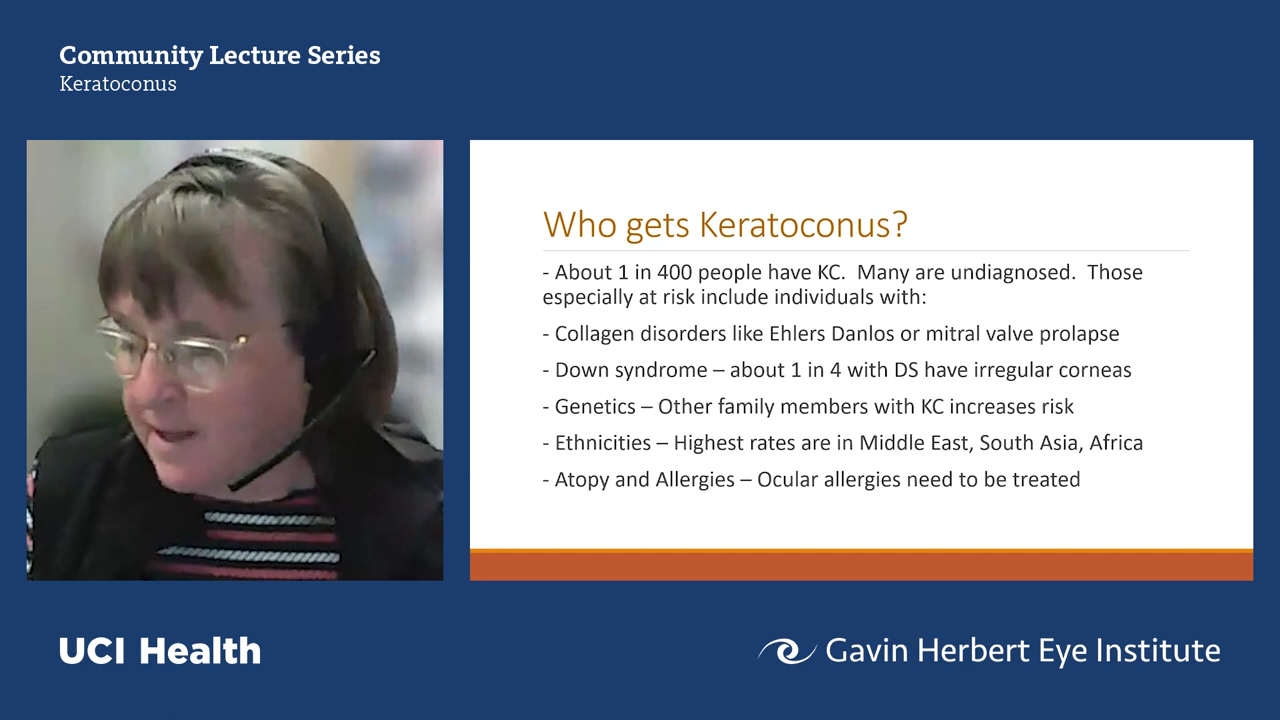 Community Lecture Series
Keratoconus
Who gets Keratoconus?
- About 1 in 400 people have KC.  Many are undiagnosed.  Those
especially at risk include individuals with:
- Collagen disorders like Ehlers Danlos or mitral valve prolapse
- Down syndrome – about 1 in 4 with DS have irregular corneas
- Genetics – Other family members with KC increases risk
- Ethnicities – Highest rates are in Middle East, South Asia, Africa
- Atopy and Allergies – Ocular allergies need to be treated
UCI Health
Gavin Herbert Eye Institute